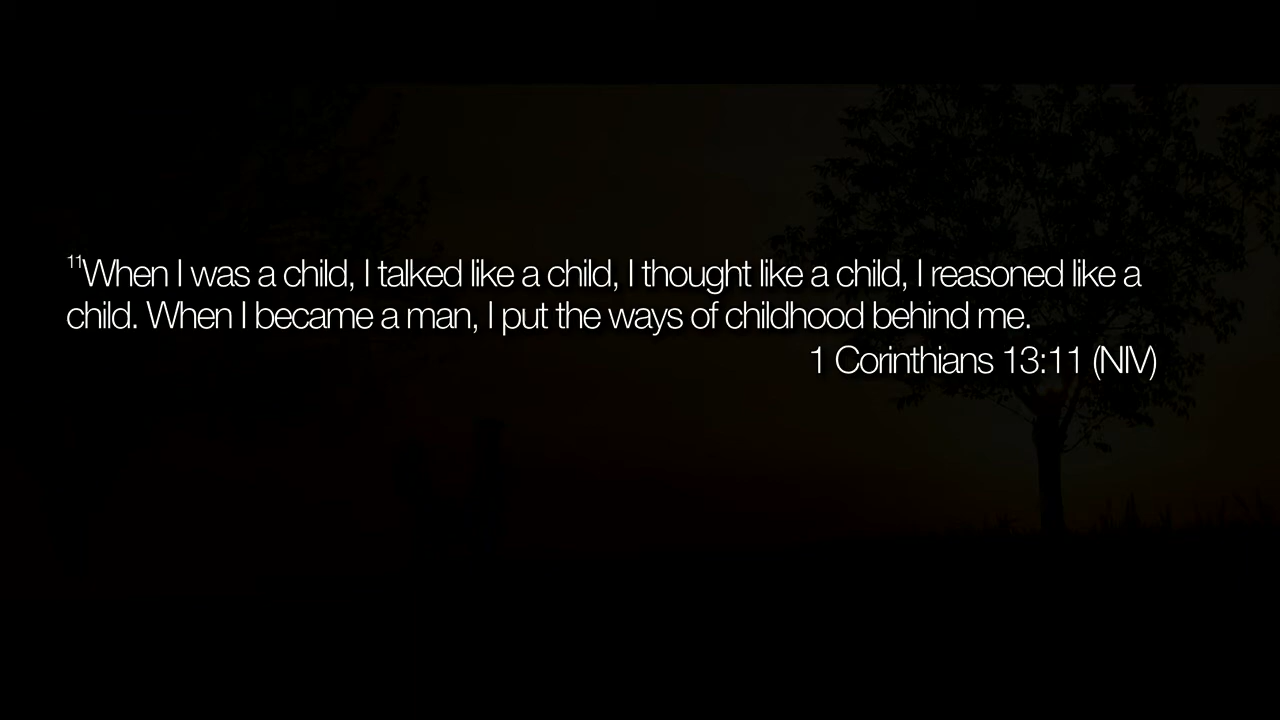 ¹¹When I was a child, I talked like a child, I thought like a child, I reasoned like a
child. When I became a man, I put the ways of childhood behind me.
1 Corinthians 13:11 (NIV)